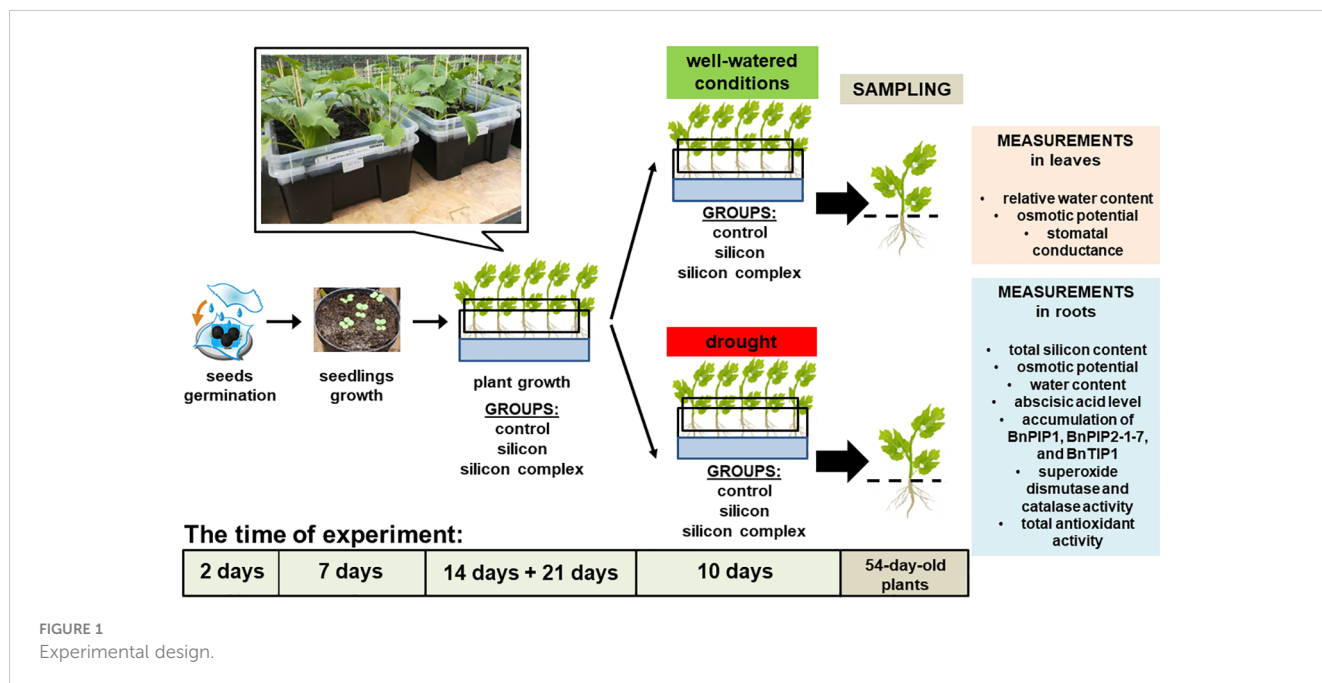 well-watered
conditions
SAMPLING
GROUPS:
control
silicon
silicon complex
MEASUREMENTS
in leaves
• relative water content
• osmotic potential
• stomatal
conductance
seeds
germination
seedlings
growth
plant growth
GROUPS:
control
silicon
silicon complex
drought
GROUPS:
control
silicon
silicon complex
MEASUREMENTS
in roots
• total silicon content
• osmotic potential
• water content
• abscisic acid level
• accumulation of
BnPIP1, BnPIP2-1-7,
and BnTIP1
• superoxide
dismutase and
catalase activity
• total antioxidant
activity
The time of experiment:
2 days
7 days
14 days + 21 days
10 days
54-day-old
plants
FIGURE 1
Experimental design.